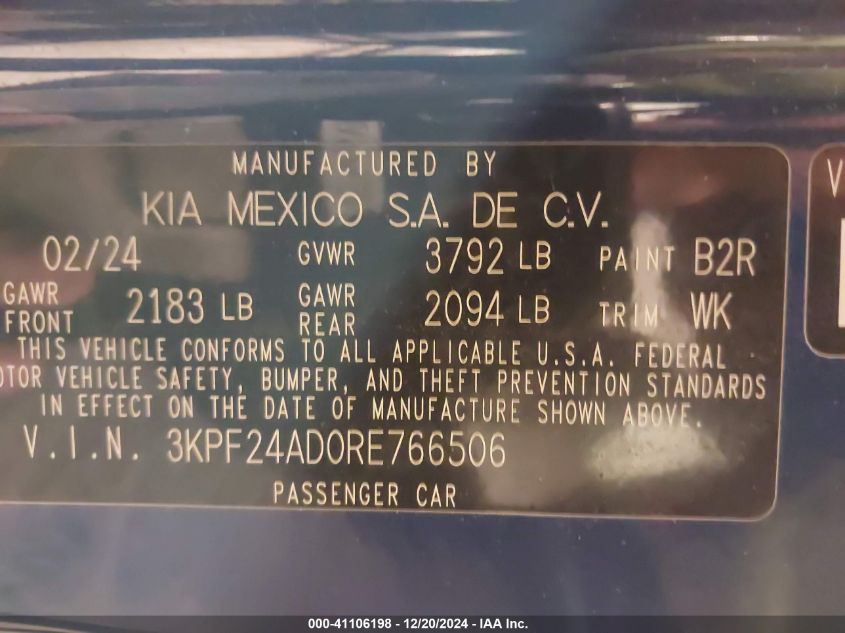 MANUFACTURED BY
KIA MEXICO S.A. DE C.V.
02/24 GVWR 3792 LB PAINT B2R
GAWR FRONT 2183 LB GAWR REAR 2094 LB TRIM WK
THIS VEHICLE CONFORMS TO ALL APPLICABLE U.S.A. FEDERAL
OTOR VEHICLE SAFETY, BUMPER, AND THEFT PREVENTION STANDARDS
IN EFFECT ON THE DATE OF MANUFACTURE SHOWN ABOVE.
V.I.N. 3KPF24AD0RE766506
PASSENGER CAR
V
000-41106198 - 12/20/2024 - IAA Inc.